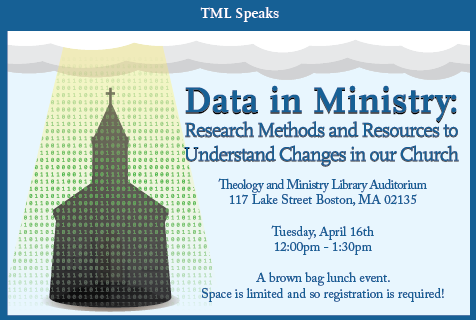 TML Speaks
Data in Ministry:
Research Methods and Resources to
Understand Changes in our Church
Theology and Ministry Library Auditorium
117 Lake Street Boston, MA 02135
Tuesday, April 16th
12:00pm - 1:30pm
A brown bag lunch event.
Space is limited and so registration is required!